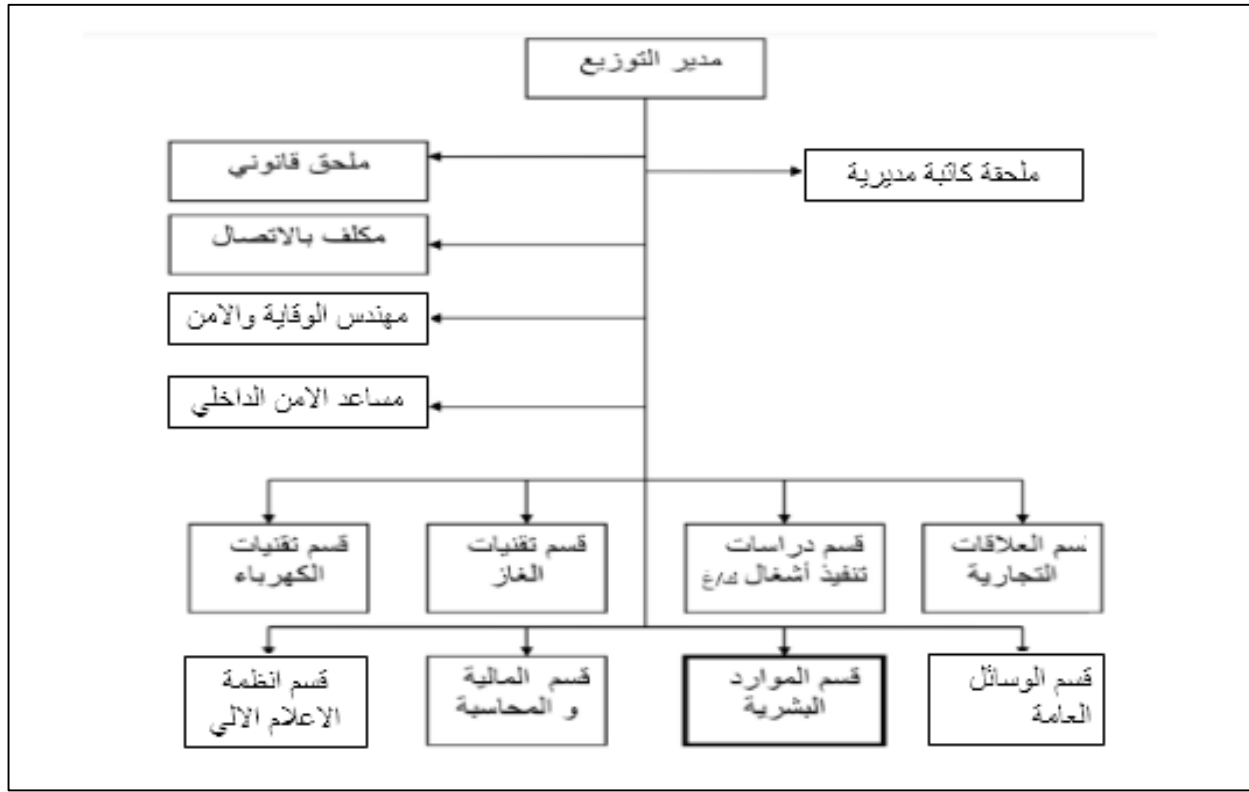 مدير التوزيع
ملحقة كاتبة مديرية
ملحق قانوني
مكلف بالاتصال
مهندس الوقاية والامن
مساعد الامن الداخلي
قسم العلاقات
التجارية
قسم دراسات
تنفيذ أشغال ك/غ
قسم تقنيات
الغاز
قسم تقنيات
الكهرباء
قسم الوسائل
العامة
قسم الموارد
البشرية
قسم المالية
و المحاسبة
قسم انظمة
الاعلام الالي